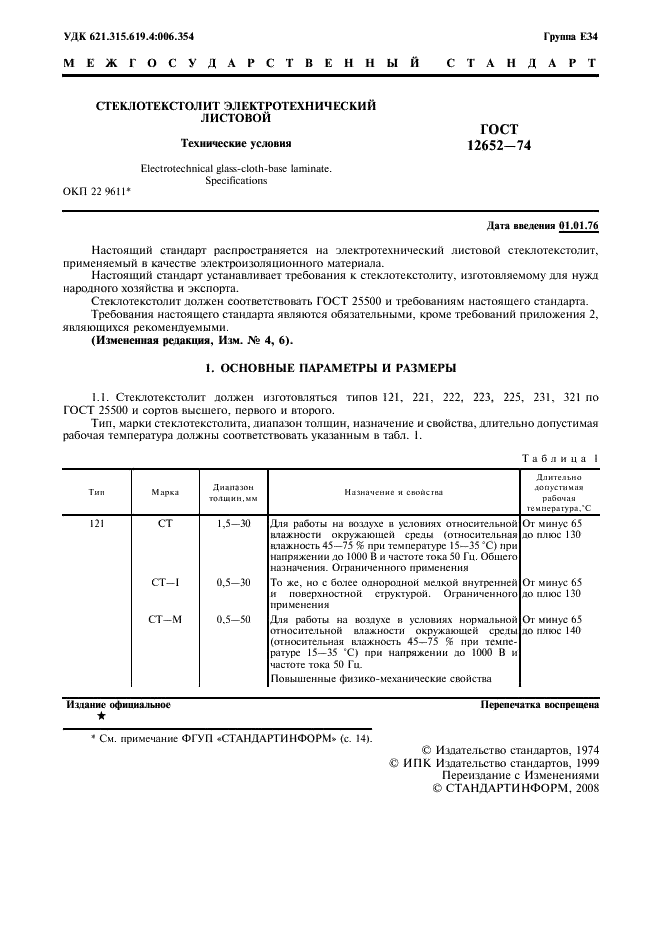 УДК 621.315.619.4:006.354 Группа Е34
МЕЖГОСУДАРСТВЕННЫЙ СТАНДАРТ
СТЕКЛОТЕКСТОЛИТ ЭЛЕКТРОТЕХНИЧЕСКИЙ
ЛИСТОВОЙ
Технические условия
Electrotechnical glass-cloth-base laminate.
Specifications
ГОСТ
12652—74
ОКП 22 9611*
Дата введения 01.01.76
Настоящий стандарт распространяется на электротехнический листовой стеклотекстолит,
применяемый в качестве электроизоляционного материала.
Настоящий стандарт устанавливает требования к стеклотекстолиту, изготовляемому для нужд
народного хозяйства и экспорта.
Стеклотекстолит должен соответствовать ГОСТ 25500 и требованиям настоящего стандарта.
Требования настоящего стандарта являются обязательными, кроме требований приложения 2,
являющихся рекомендуемыми.
(Измененная редакция, Изм. № 4, 6).
1. ОСНОВНЫЕ ПАРАМЕТРЫ И РАЗМЕРЫ
1.1. Стеклотекстолит должен изготовляться типов 121, 221, 222, 223, 225, 231, 321 по
ГОСТ 25500 и сортов высшего, первого и второго.
Тип, марки стеклотекстолита, диапазон толщин, назначение и свойства, длительно допустимая
рабочая температура должны соответствовать указанным в табл. 1.
Таблица 1
Тип
Марка
Диапазон
толщин, мм
Назначение и свойства
Длительно
допустимая
рабочая
температура, °С
121
СТ
1,5—30
Для работы на воздухе в условиях относительной
влажности окружающей среды (относительная
влажность 45—75 % при температуре 15—35 °С) при
напряжении до 1000 В и частоте тока 50 Гц. Общего
назначения. Ограниченного применения
От минус 65
до плюс 130
СТ—I
0,5—30
То же, но с более однородной мелкой внутренней
и поверхностной структурой. Ограниченного
применения
От минус 65
до плюс 130
СТ—М
0,5—50
Для работы на воздухе в условиях нормальной
относительной влажности окружающей среды
(относительная влажность 45—75 % при темпе-
ратуре 15—35 °С) при напряжении до 1000 В и
частоте тока 50 Гц.
Повышенные физико-механические свойства
От минус 65
до плюс 140
Издание официальное Перепечатка воспрещена
★
* См. примечание ФГУП «СТАНДАРТИНФОРМ» (с. 14).
© Издательство стандартов, 1974
© ИПК Издательство стандартов, 1999
Переиздание с Изменениями
© СТАНДАРТИНФОРМ, 2008